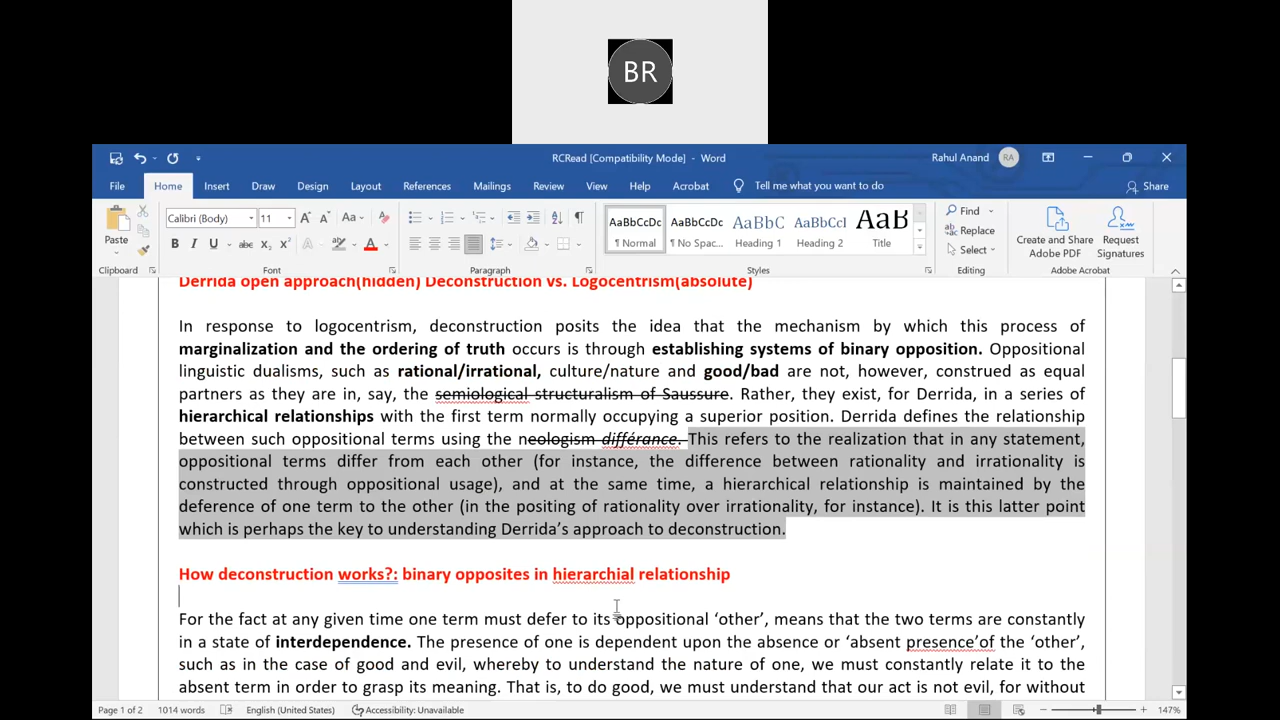 BR
RCRead [Compatibility Mode] - Word
Rahul Anand
RA
File Home Insert Draw Design Layout References Mailings Review View Help Acrobat Tell me what you want to do Share
Paste
Calibri (Body) 11
AaBbCcDc AaBbCcDc AaBbC AaBbCcI AaB
¶ Normal ¶ No Spac... Heading 1 Heading 2 Title
Find
Replace
Select
Create and Share Adobe PDF
Request Signatures
Clipboard Font Paragraph Styles Editing Adobe Acrobat
Derrida open approach(hidden) Deconstruction vs. Logocentrism(absolute)
In response to logocentrism, deconstruction posits the idea that the mechanism by which this process of
marginalization and the ordering of truth occurs is through establishing systems of binary opposition. Oppositional
linguistic dualisms, such as rational/irrational, culture/nature and good/bad are not, however, construed as equal
partners as they are in, say, the semiological structuralism of Saussure. Rather, they exist, for Derrida, in a series of
hierarchical relationships with the first term normally occupying a superior position. Derrida defines the relationship
between such oppositional terms using the neologism différance. This refers to the realization that in any statement,
oppositional terms differ from each other (for instance, the difference between rationality and irrationality is
constructed through oppositional usage), and at the same time, a hierarchical relationship is maintained by the
deference of one term to the other (in the positing of rationality over irrationality, for instance). It is this latter point
which is perhaps the key to understanding Derrida's approach to deconstruction.
How deconstruction works?: binary opposites in hierarchial relationship
For the fact at any given time one term must defer to its oppositional ‘other’, means that the two terms are constantly
in a state of interdependence. The presence of one is dependent upon the absence or ‘absent presence’of the ‘other’,
such as in the case of good and evil, whereby to understand the nature of one, we must constantly relate it to the
absent term in order to grasp its meaning. That is, to do good, we must understand that our act is not evil, for without
Page 1 of 2 1014 words English (United States) Accessibility: Unavailable 147%